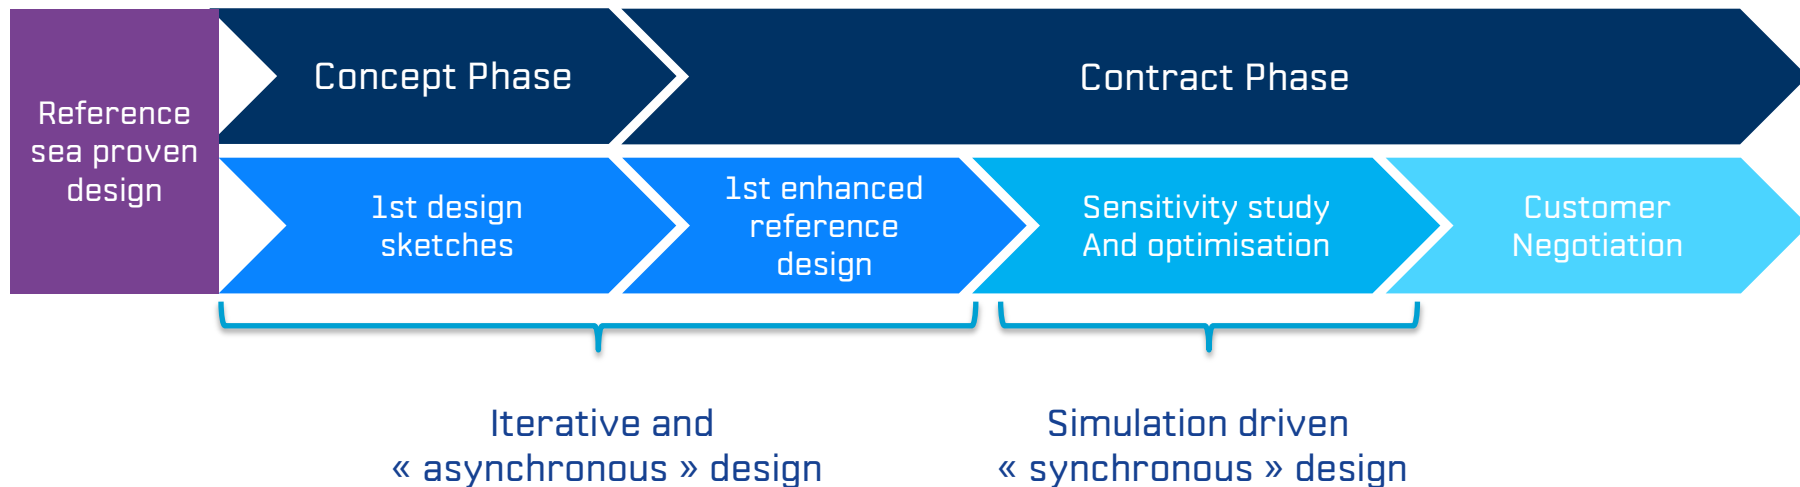 Reference
sea proven
design
Concept Phase
Contract Phase
1st design
sketches
1st enhanced
reference
design
Sensitivity study
And optimisation
Customer
Negotiation
Iterative and
« asynchronous » design
Simulation driven
« synchronous » design